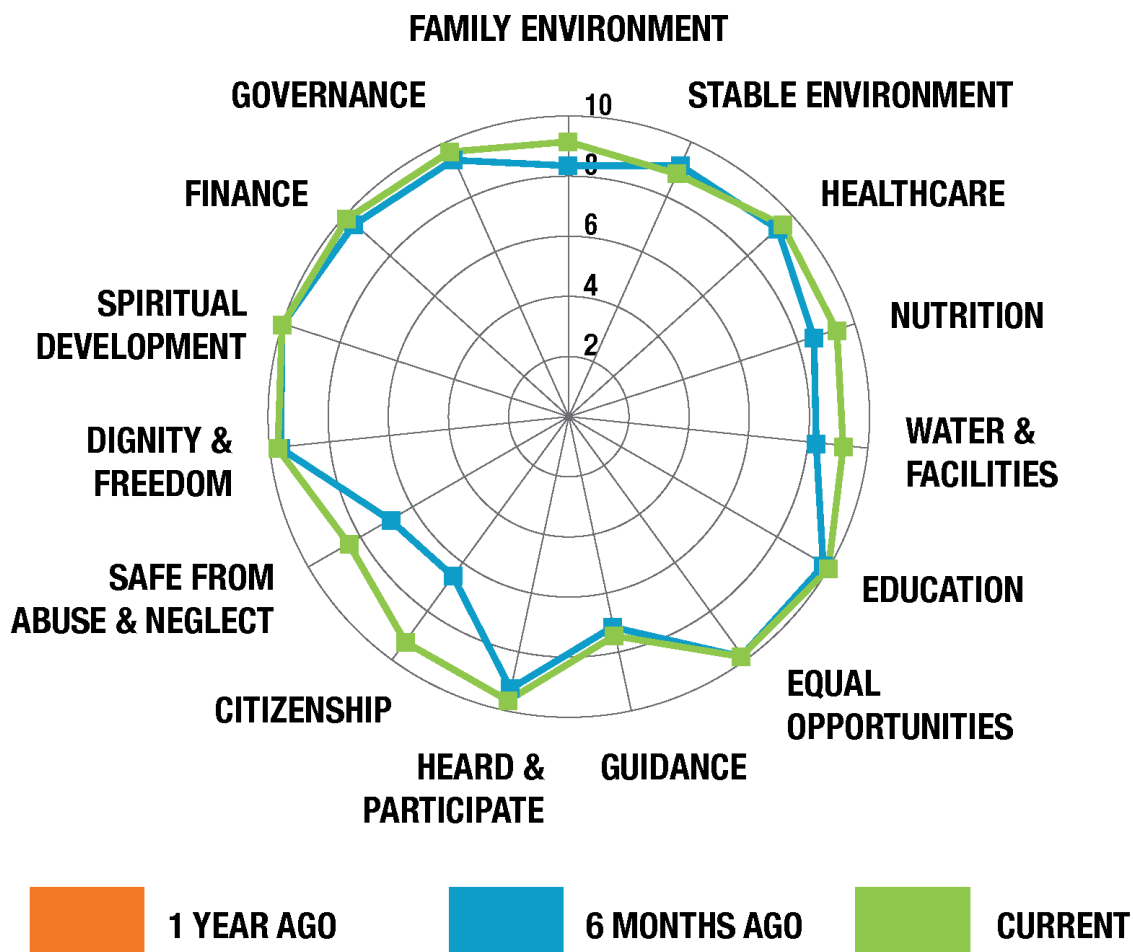 FAMILY ENVIRONMENT
GOVERNANCE
STABLE ENVIRONMENT
10
FINANCE
8
HEALTHCARE
6
SPIRITUAL
DEVELOPMENT
4
NUTRITION
2
DIGNITY &
FREEDOM
WATER &
FACILITIES
SAFE FROM
ABUSE & NEGLECT
EDUCATION
CITIZENSHIP
EQUAL
OPPORTUNITIES
HEARD &
PARTICIPATE
GUIDANCE
1 YEAR AGO
6 MONTHS AGO
CURRENT